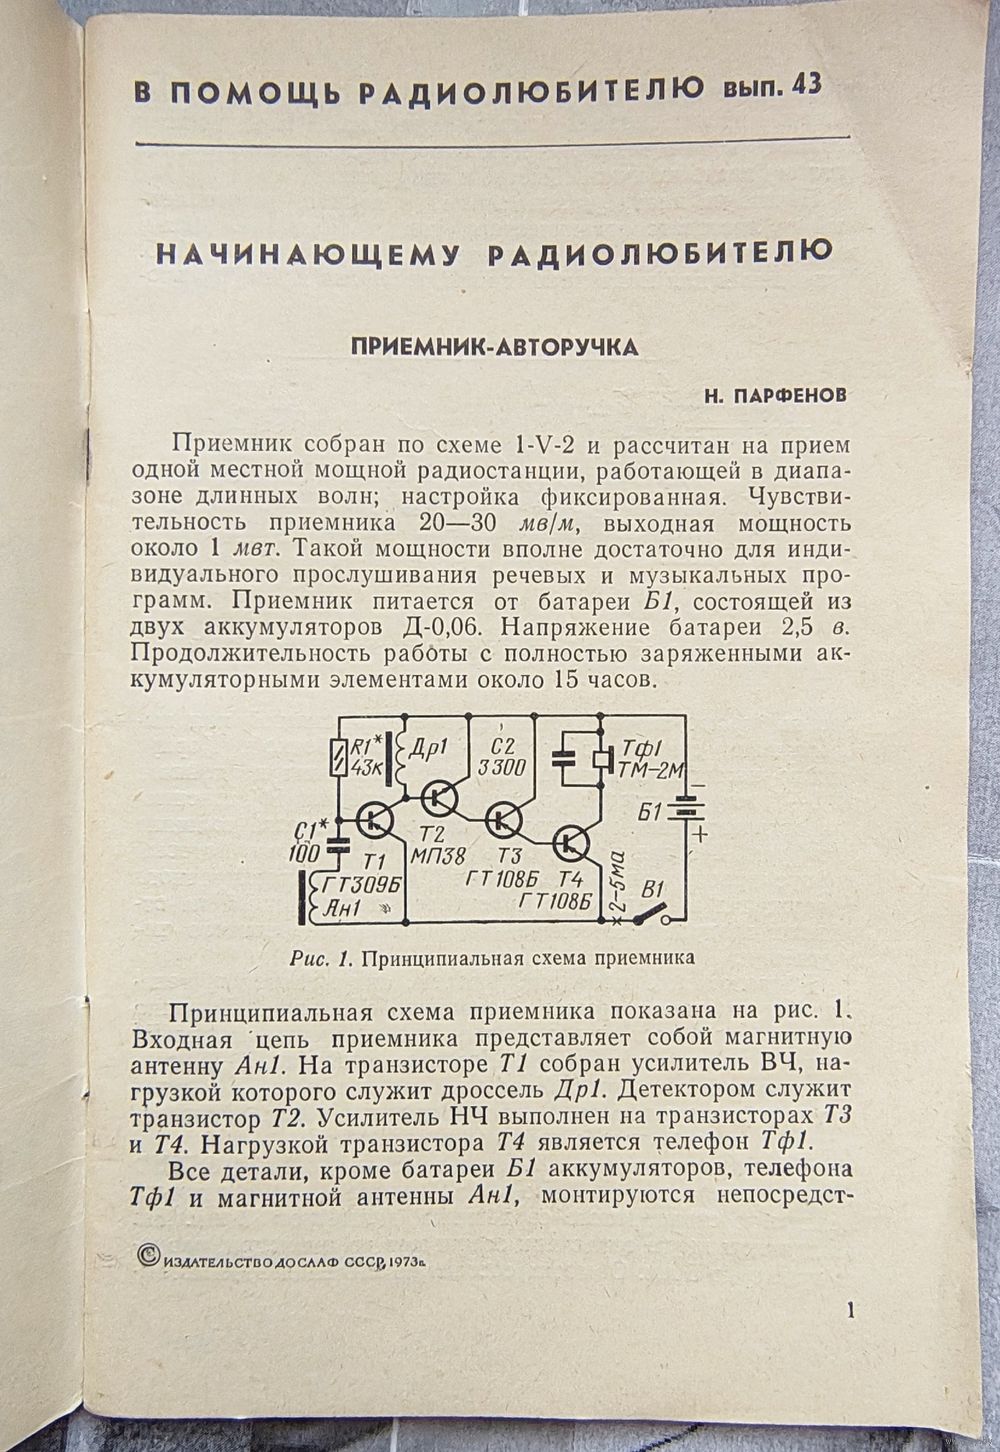 В ПОМОЩЬ РАДИОЛЮБИТЕЛЮ вып. 43
НАЧИНАЮЩЕМУ РАДИОЛЮБИТЕЛЮ
ПРИЕМНИК-АВТОРУЧКА
Н. ПАРФЕНОВ
Приемник собран по схеме 1-V-2 и рассчитан на прием
одной местной мощной радиостанции, работающей в диапа-
зоне длинных волн; настройка фиксированная. Чувстви-
тельность приемника 20—30 мв/м, выходная мощность
около 1 мвт. Такой мощности вполне достаточно для инди-
видуального прослушивания речевых и музыкальных про-
грамм. Приемник питается от батареи Б1, состоящей из
двух аккумуляторов Д-0,06. Напряжение батареи 2,5 в.
Продолжительность работы с полностью заряженными ак-
кумуляторными элементами около 15 часов.
R1*
43к
Др1
С2
3300
Тф1
ТМ-2М
Б1
−
+
С1*
100
Т1
ГТ309Б
Т2
МП38
Т3
ГТ108Б
Т4
ГТ108Б
2-5ма
В1
Ан1
Рис. 1. Принципиальная схема приемника
Принципиальная схема приемника показана на рис. 1.
Входная цепь приемника представляет собой магнитную
антенну Ан1. На транзисторе Т1 собран усилитель ВЧ, на-
грузкой которого служит дроссель Др1. Детектором служит
транзистор Т2. Усилитель НЧ выполнен на транзисторах Т3
и Т4. Нагрузкой транзистора Т4 является телефон Тф1.
Все детали, кроме батареи Б1 аккумуляторов, телефона
Тф1 и магнитной антенны Ан1, монтируются непосредст-
© ИЗДАТЕЛЬСТВО ДОСААФ СССР, 1973г.
1